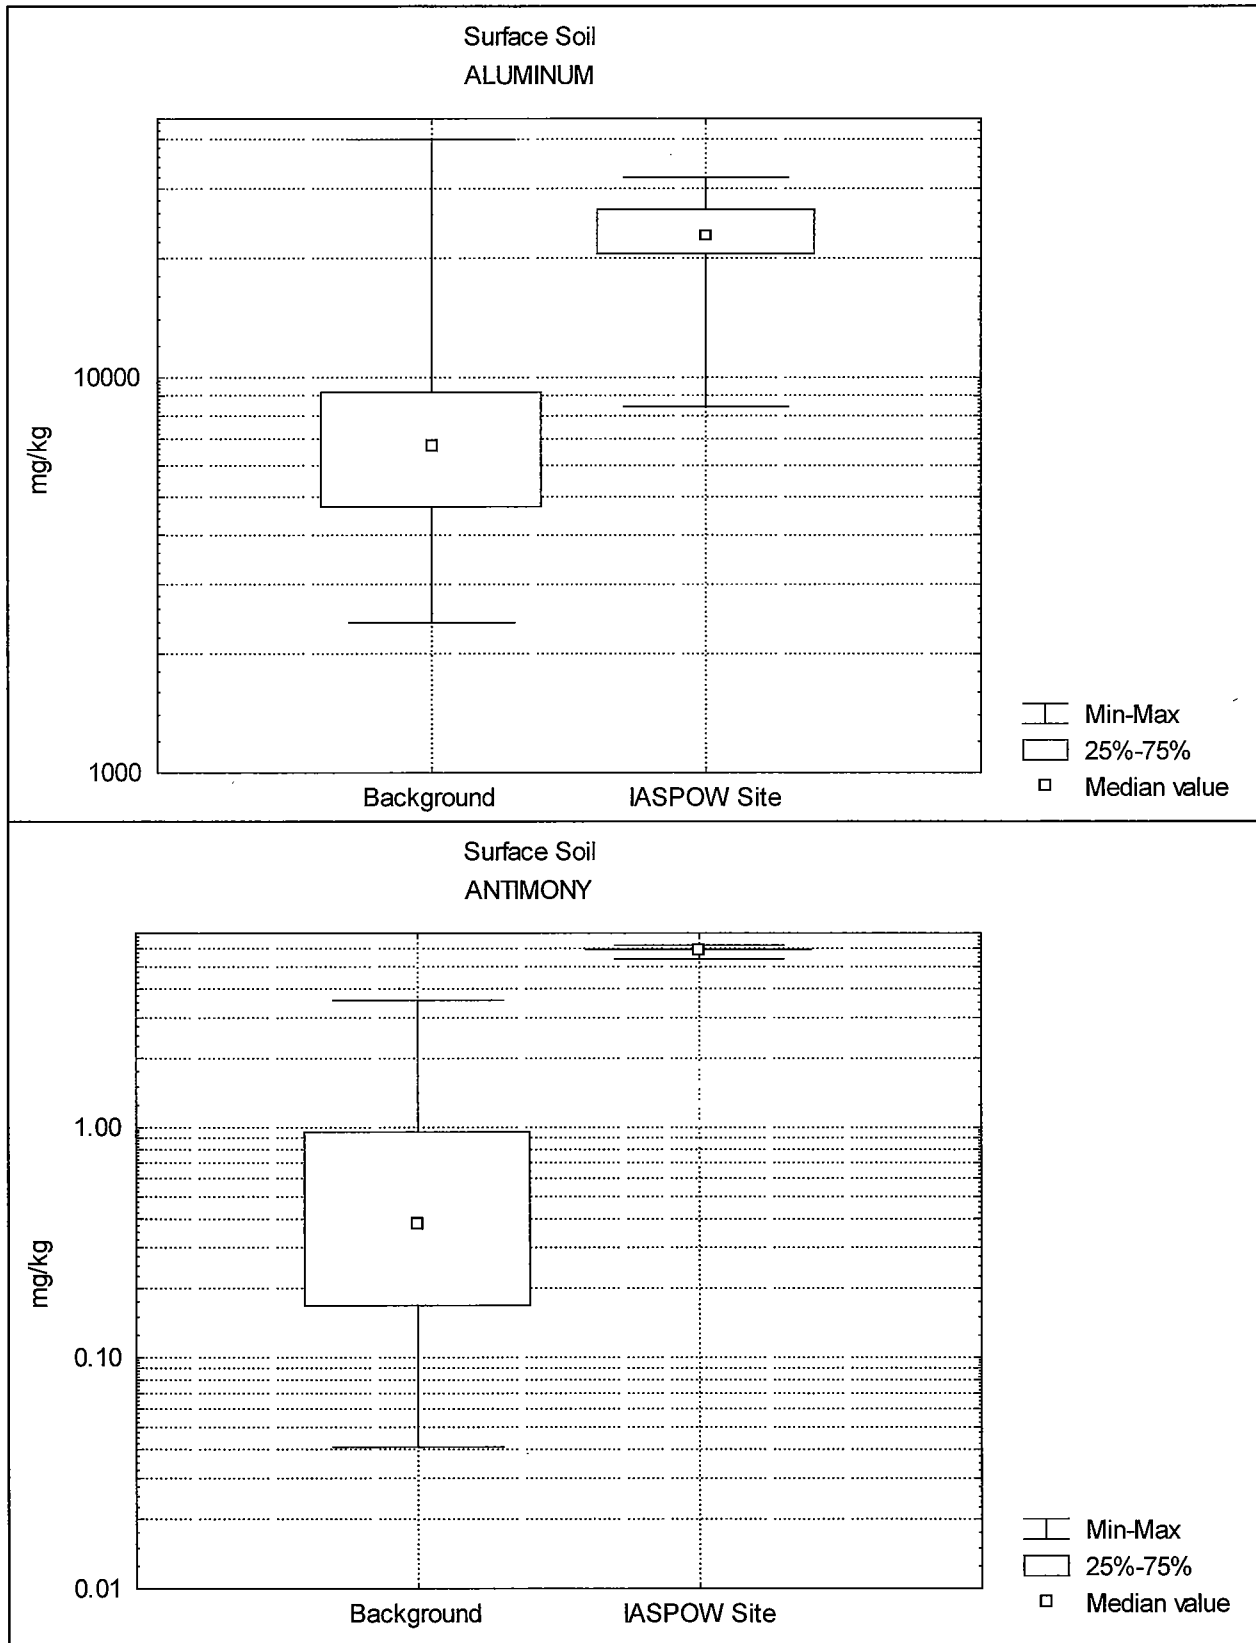 Surface Soil
ALUMINUM
10000
mg/kg
1000
Background IASPOW Site
Min-Max
25%-75%
Median value
Surface Soil
ANTIMONY
1.00
mg/kg
0.10
0.01
Background IASPOW Site
Min-Max
25%-75%
Median value